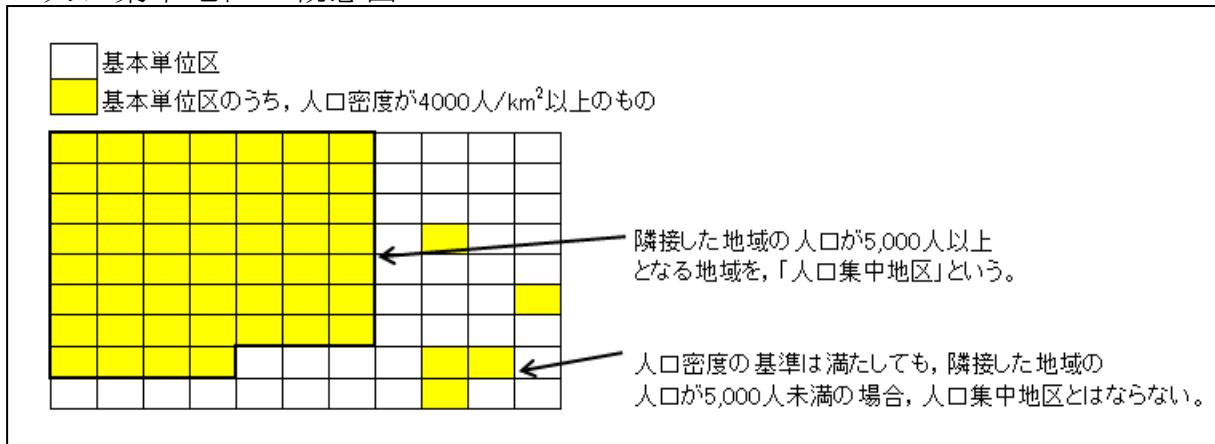 基本単位区
基本単位区のうち，人口密度が4000人/km²以上のもの
隣接した地域の人口が5,000人以上
となる地域を，「人口集中地区」という。
人口密度の基準は満たしても，隣接した地域の
人口が5,000人未満の場合，人口集中地区とはならない。